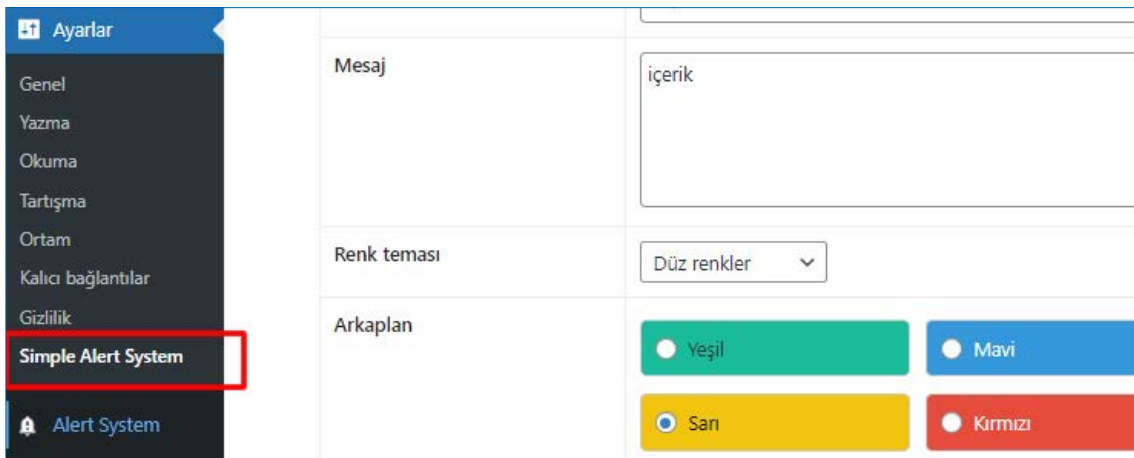 Ayarlar
Genel
Yazma
Okuma
Tartışma
Ortam
Kalıcı bağlantılar
Gizlilik
Simple Alert System
Alert System
Mesaj
içerik
Renk teması
Düz renkler
Arkaplan
Yeşil
Mavi
Sarı
Kırmızı